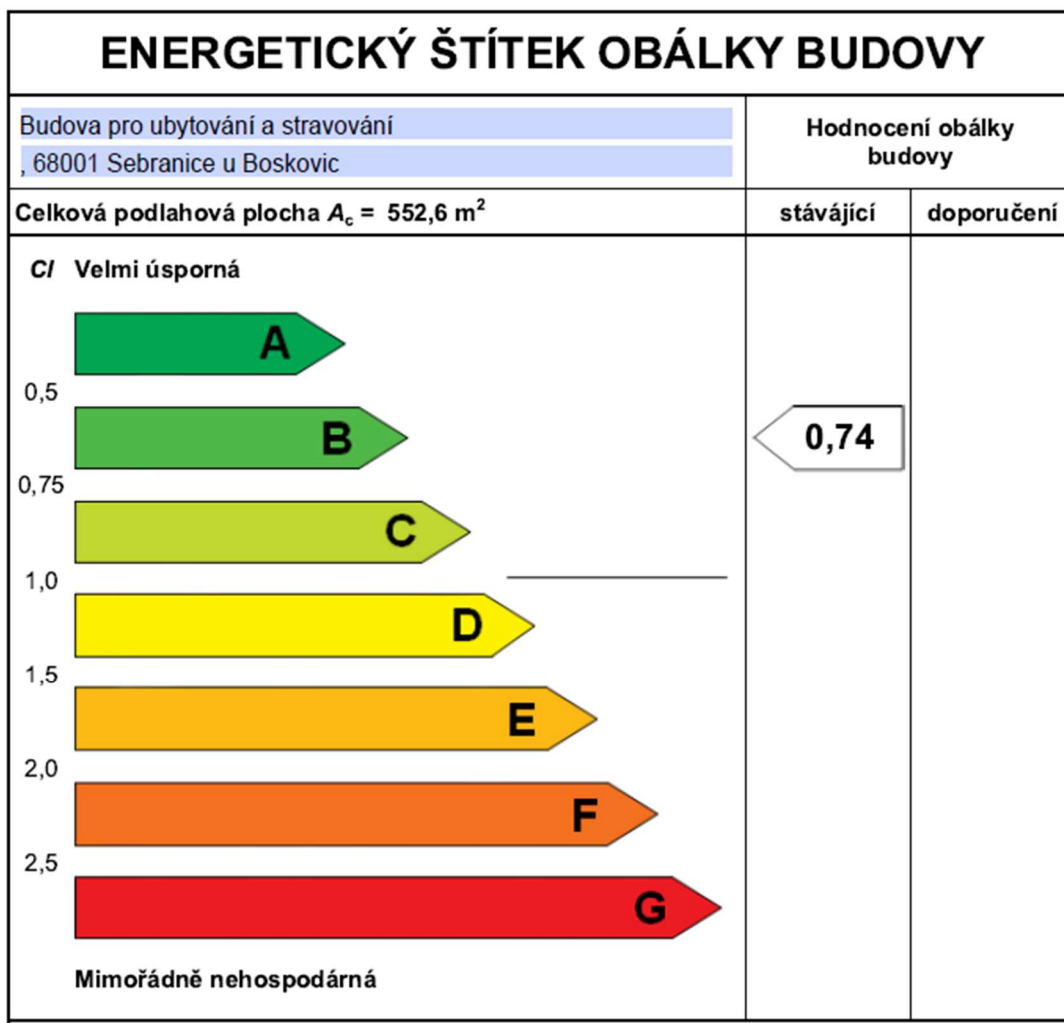 ENERGETICKÝ ŠTÍTEK OBÁLKY BUDOVY
Budova pro ubytování a stravování
, 68001 Sebranice u Boskovic
Hodnocení obálky
budovy
Celková podlahová plocha Ac = 552,6 m²
stávájící
doporučení
CI Velmi úsporná
A
0,5
B
0,74
0,75
C
1,0
D
1,5
E
2,0
F
2,5
G
Mimořádně nehospodárná